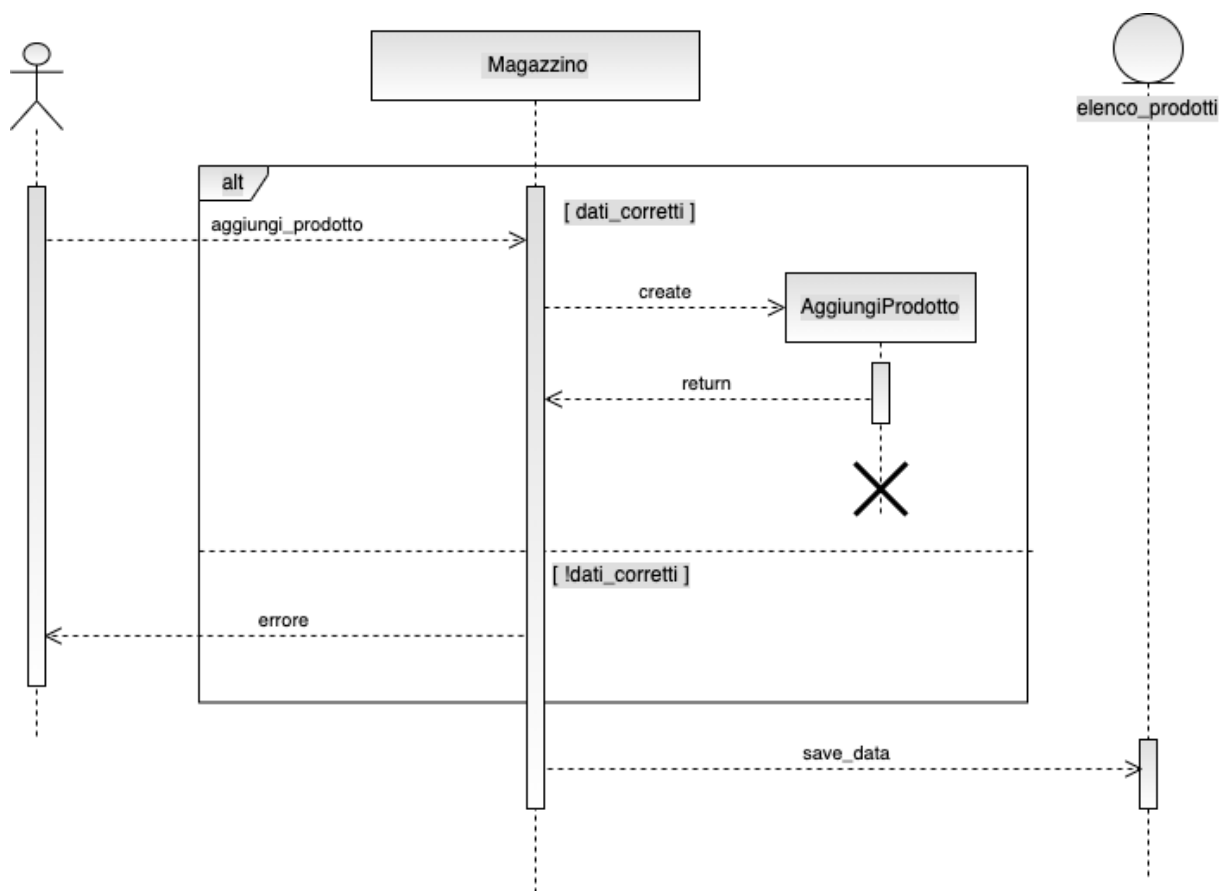 Magazzino
elenco_prodotti
alt
[ dati_corretti ]
aggiungi_prodotto
create
AggiungiProdotto
return
[ !dati_corretti ]
errore
save_data